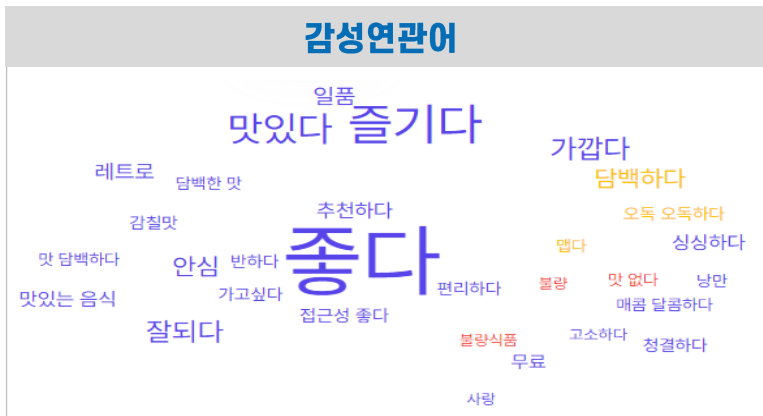 감성연관어
일품
맛있다 즐기다
가깝다
레트로
담백한 맛
담백하다
추천하다
감칠맛
오독 오독하다
맵다
싱싱하다
맛 담백하다
안심
반하다
좋다
불량
맛 없다
낭만
맛있는 음식
가고싶다
편리하다
매콤 달콤하다
접근성 좋다
잘되다
불량식품
고소하다
청결하다
무료
사랑